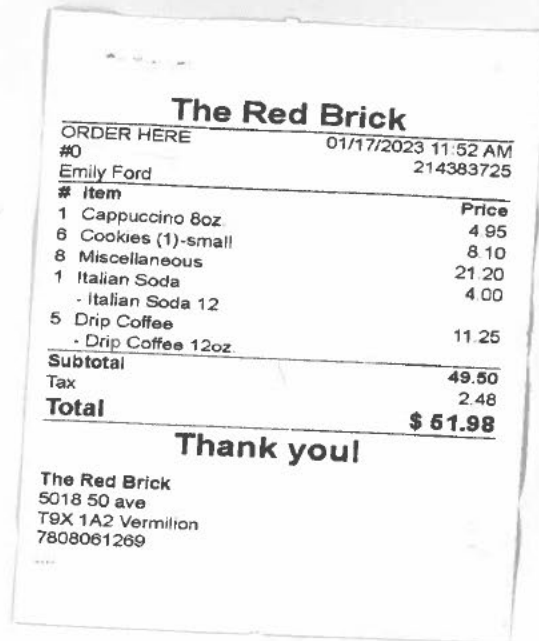 The Red Brick
ORDER HERE 01/17/2023 11:52 AM
#0 214383725
Emily Ford
# Item Price
1 Cappuccino 8oz. 4.95
6 Cookies (1)-small 8.10
8 Miscellaneous 21.20
1 Italian Soda 4.00
- Italian Soda 12
5 Drip Coffee 11.25
- Drip Coffee 12oz.
Subtotal 49.50
Tax 2.48
Total $ 51.98
Thank you!
The Red Brick
5018 50 ave
T9X 1A2 Vermilion
7808061269